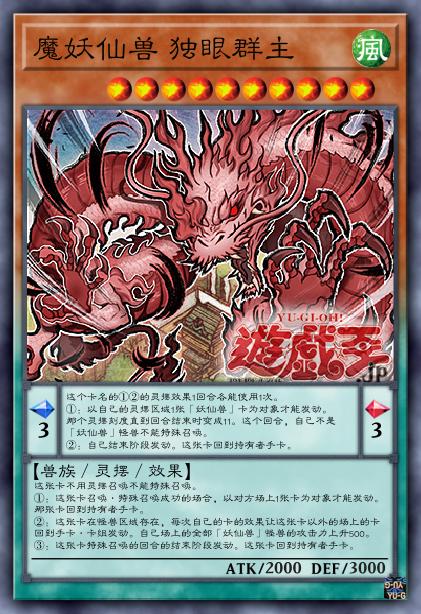 魔妖仙兽 独眼群主
風
YU-GI-OH!
遊戯王
.jp
这个卡名的①②的灵摆效果1回合各能使用1次。
①：以自己的灵摆区域1张「妖仙兽」卡为对象才能发动。
那个灵摆刻度直到回合结束时变成11。这个回合，自己不是
「妖仙兽」怪兽不能特殊召唤。
②：自己结束阶段发动。这张卡回到持有者手卡。
3
3
【兽族／灵摆／效果】
这张卡不用灵摆召唤不能特殊召唤。
①：这张卡召唤·特殊召唤成功的场合，以对方场上1张卡为对象才能发动。
那张卡回到持有者手卡。
②：这张卡在怪兽区域存在，每次自己的卡的效果让这张卡以外的场上的卡
回到手卡·卡组发动。自己场上的全部「妖仙兽」怪兽的攻击力上升500。
③：这张卡特殊召唤的回合的结束阶段发动。这张卡回到持有者手卡。
ATK/2000 DEF/3000